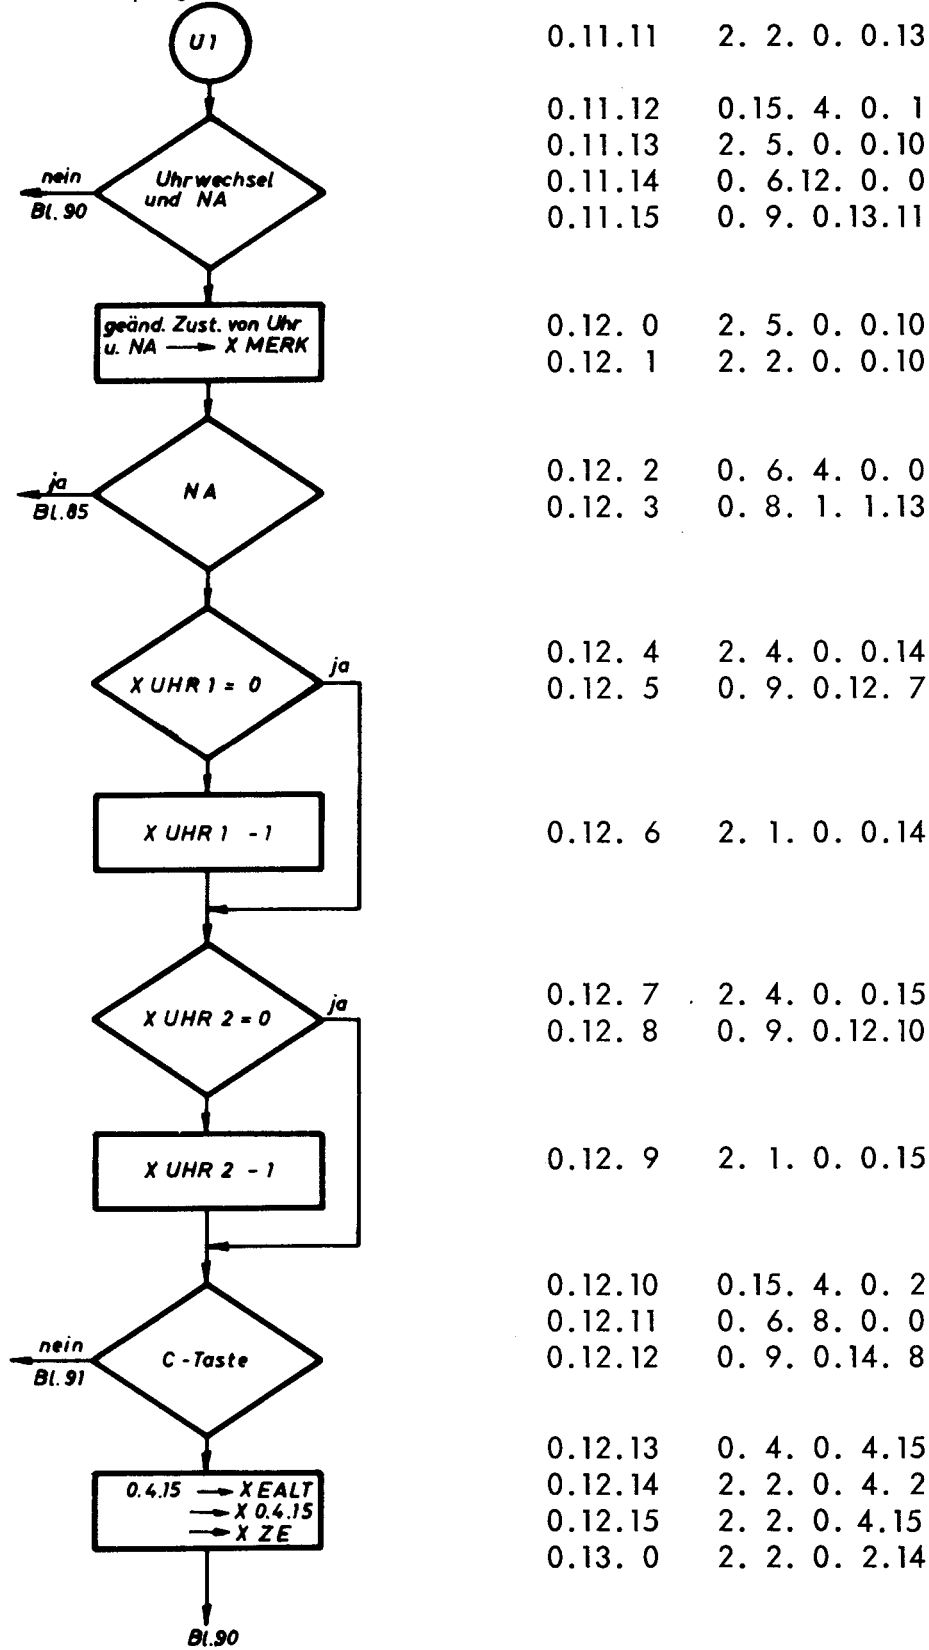 U1
0.11.11 2. 2. 0. 0.13
0.11.12 0.15. 4. 0. 1
0.11.13 2. 5. 0. 0.10
nein
Bl. 90
Uhrwechsel
und NA
0.11.14 0. 6.12. 0. 0
0.11.15 0. 9. 0.13.11
geänd. Zust. von Uhr
u. NA → X MERK
0.12. 0 2. 5. 0. 0.10
0.12. 1 2. 2. 0. 0.10
ja
Bl.85
NA
0.12. 2 0. 6. 4. 0. 0
0.12. 3 0. 8. 1. 1.13
X UHR 1 = 0
ja
0.12. 4 2. 4. 0. 0.14
0.12. 5 0. 9. 0.12. 7
X UHR 1 - 1
0.12. 6 2. 1. 0. 0.14
X UHR 2 = 0
ja
0.12. 7 2. 4. 0. 0.15
0.12. 8 0. 9. 0.12.10
X UHR 2 - 1
0.12. 9 2. 1. 0. 0.15
0.12.10 0.15. 4. 0. 2
0.12.11 0. 6. 8. 0. 0
nein
Bl. 91
C-Taste
0.12.12 0. 9. 0.14. 8
0.12.13 0. 4. 0. 4.15
0.4.15 → X EALT
→ X 0.4.15
→ X ZE
0.12.14 2. 2. 0. 4. 2
0.12.15 2. 2. 0. 4.15
0.13. 0 2. 2. 0. 2.14
Bl.90